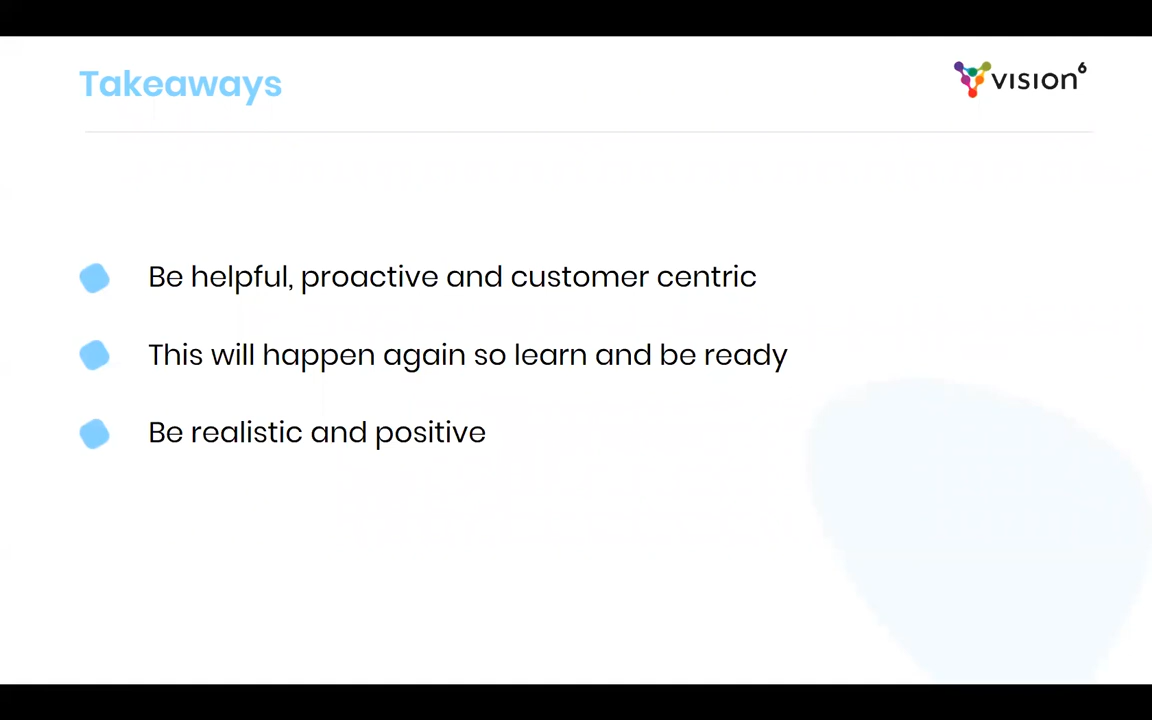 Takeaways
vision6
Be helpful, proactive and customer centric
This will happen again so learn and be ready
Be realistic and positive